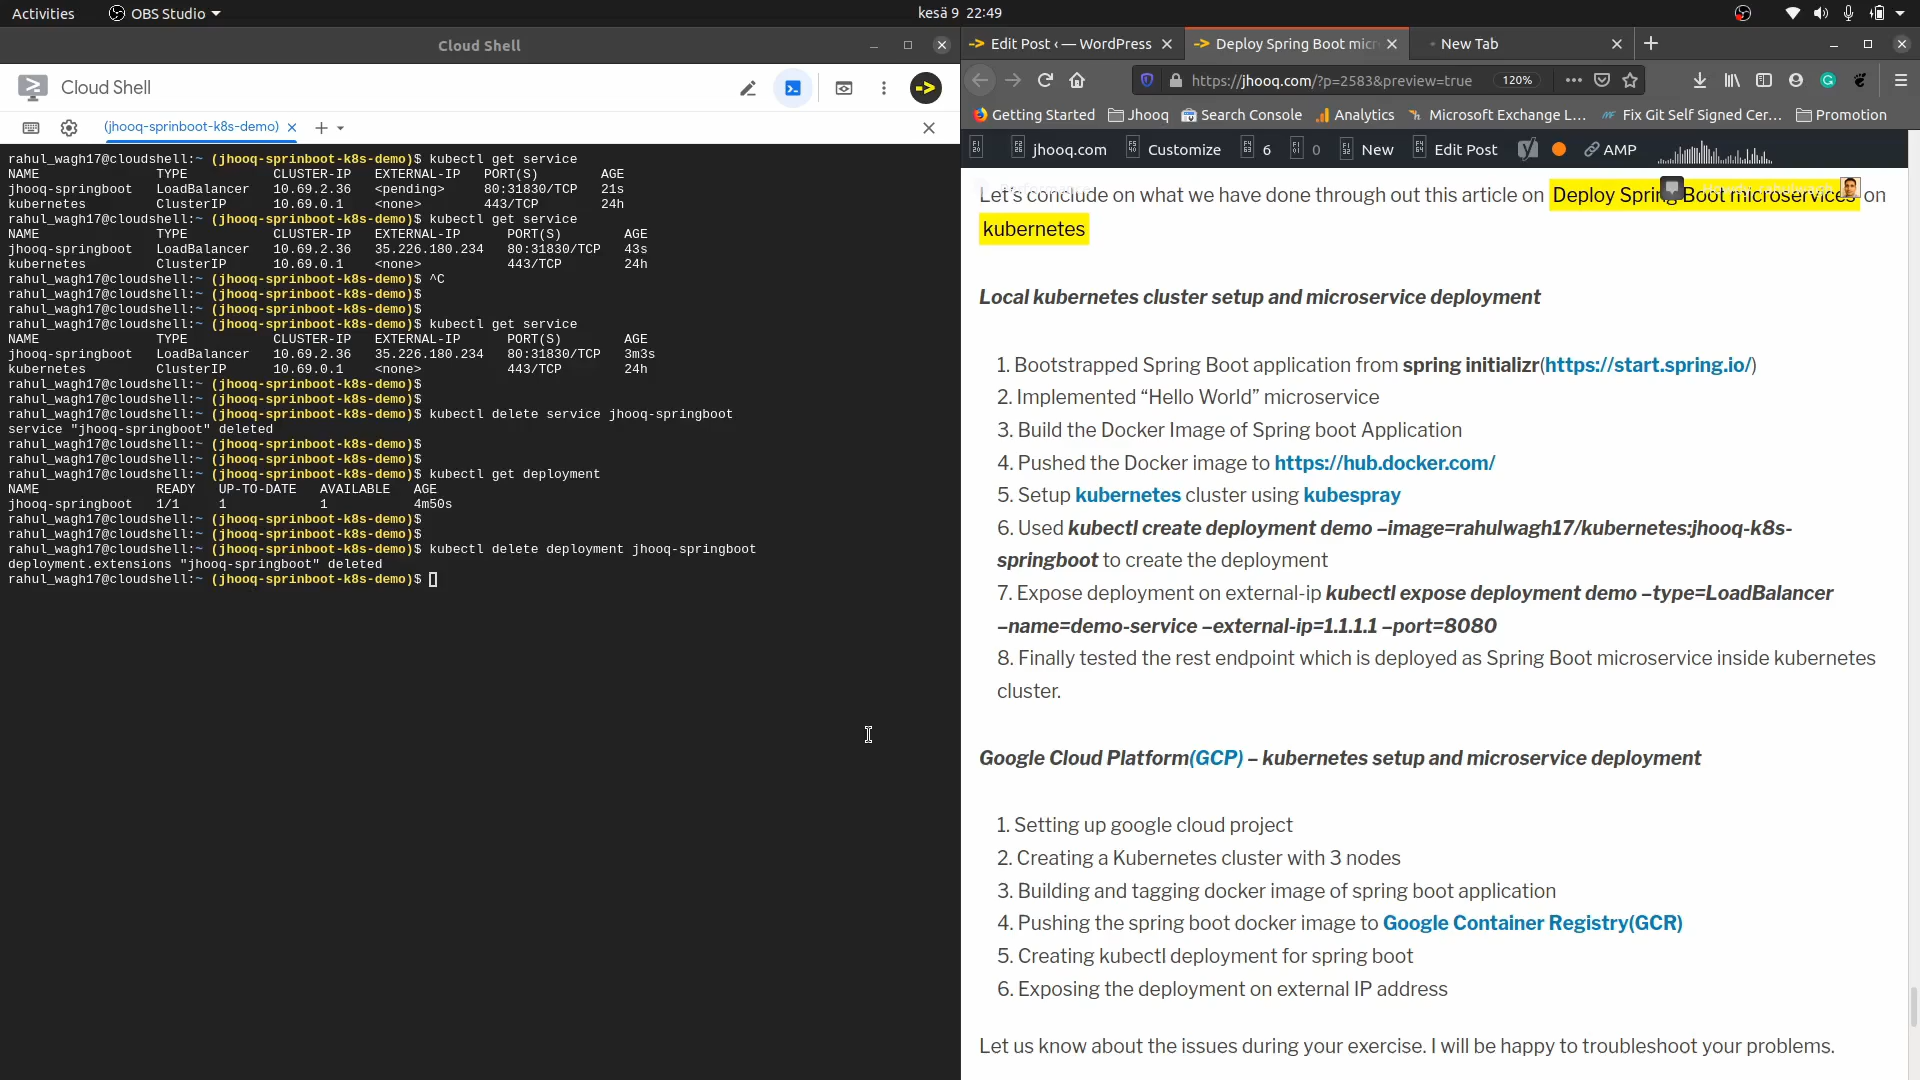 Activities
OBS Studio
kesä 9 22:49
Cloud Shell
Cloud Shell
(jhooq-sprinboot-k8s-demo)
rahul_wagh17@cloudshell:~ (jhooq-sprinboot-k8s-demo)$ kubectl get service
NAME TYPE CLUSTER-IP EXTERNAL-IP PORT(S) AGE
jhooq-springboot LoadBalancer 10.69.2.36 <pending> 80:31830/TCP 21s
kubernetes ClusterIP 10.69.0.1 <none> 443/TCP 24h
rahul_wagh17@cloudshell:~ (jhooq-sprinboot-k8s-demo)$ kubectl get service
NAME TYPE CLUSTER-IP EXTERNAL-IP PORT(S) AGE
jhooq-springboot LoadBalancer 10.69.2.36 35.226.180.234 80:31830/TCP 43s
kubernetes ClusterIP 10.69.0.1 <none> 443/TCP 24h
rahul_wagh17@cloudshell:~ (jhooq-sprinboot-k8s-demo)$ ^C
rahul_wagh17@cloudshell:~ (jhooq-sprinboot-k8s-demo)$
rahul_wagh17@cloudshell:~ (jhooq-sprinboot-k8s-demo)$
rahul_wagh17@cloudshell:~ (jhooq-sprinboot-k8s-demo)$ kubectl get service
NAME TYPE CLUSTER-IP EXTERNAL-IP PORT(S) AGE
jhooq-springboot LoadBalancer 10.69.2.36 35.226.180.234 80:31830/TCP 3m3s
kubernetes ClusterIP 10.69.0.1 <none> 443/TCP 24h
rahul_wagh17@cloudshell:~ (jhooq-sprinboot-k8s-demo)$
rahul_wagh17@cloudshell:~ (jhooq-sprinboot-k8s-demo)$
rahul_wagh17@cloudshell:~ (jhooq-sprinboot-k8s-demo)$ kubectl delete service jhooq-springboot
service "jhooq-springboot" deleted
rahul_wagh17@cloudshell:~ (jhooq-sprinboot-k8s-demo)$
rahul_wagh17@cloudshell:~ (jhooq-sprinboot-k8s-demo)$
rahul_wagh17@cloudshell:~ (jhooq-sprinboot-k8s-demo)$ kubectl get deployment
NAME READY UP-TO-DATE AVAILABLE AGE
jhooq-springboot 1/1 1 1 4m50s
rahul_wagh17@cloudshell:~ (jhooq-sprinboot-k8s-demo)$
rahul_wagh17@cloudshell:~ (jhooq-sprinboot-k8s-demo)$
rahul_wagh17@cloudshell:~ (jhooq-sprinboot-k8s-demo)$ kubectl delete deployment jhooq-springboot
deployment.extensions "jhooq-springboot" deleted
rahul_wagh17@cloudshell:~ (jhooq-sprinboot-k8s-demo)$
Edit Post ‹ — WordPress
Deploy Spring Boot micr
New Tab
https://jhooq.com/?p=2583&preview=true
120%
Getting Started
Jhooq
Search Console
Analytics
Microsoft Exchange L...
Fix Git Self Signed Cer...
Promotion
jhooq.com
Customize
6
0
New
Edit Post
AMP
Let's conclude on what we have done through out this article on Deploy Spring Boot microservices on
kubernetes
Local kubernetes cluster setup and microservice deployment
1. Bootstrapped Spring Boot application from spring initializr(https://start.spring.io/)
2. Implemented “Hello World” microservice
3. Build the Docker Image of Spring boot Application
4. Pushed the Docker image to https://hub.docker.com/
5. Setup kubernetes cluster using kubespray
6. Used kubectl create deployment demo –image=rahulwagh17/kubernetes:jhooq-k8s-
springboot to create the deployment
7. Expose deployment on external-ip kubectl expose deployment demo –type=LoadBalancer
–name=demo-service –external-ip=1.1.1.1 –port=8080
8. Finally tested the rest endpoint which is deployed as Spring Boot microservice inside kubernetes
cluster.
Google Cloud Platform(GCP) – kubernetes setup and microservice deployment
1. Setting up google cloud project
2. Creating a Kubernetes cluster with 3 nodes
3. Building and tagging docker image of spring boot application
4. Pushing the spring boot docker image to Google Container Registry(GCR)
5. Creating kubectl deployment for spring boot
6. Exposing the deployment on external IP address
Let us know about the issues during your exercise. I will be happy to troubleshoot your problems.